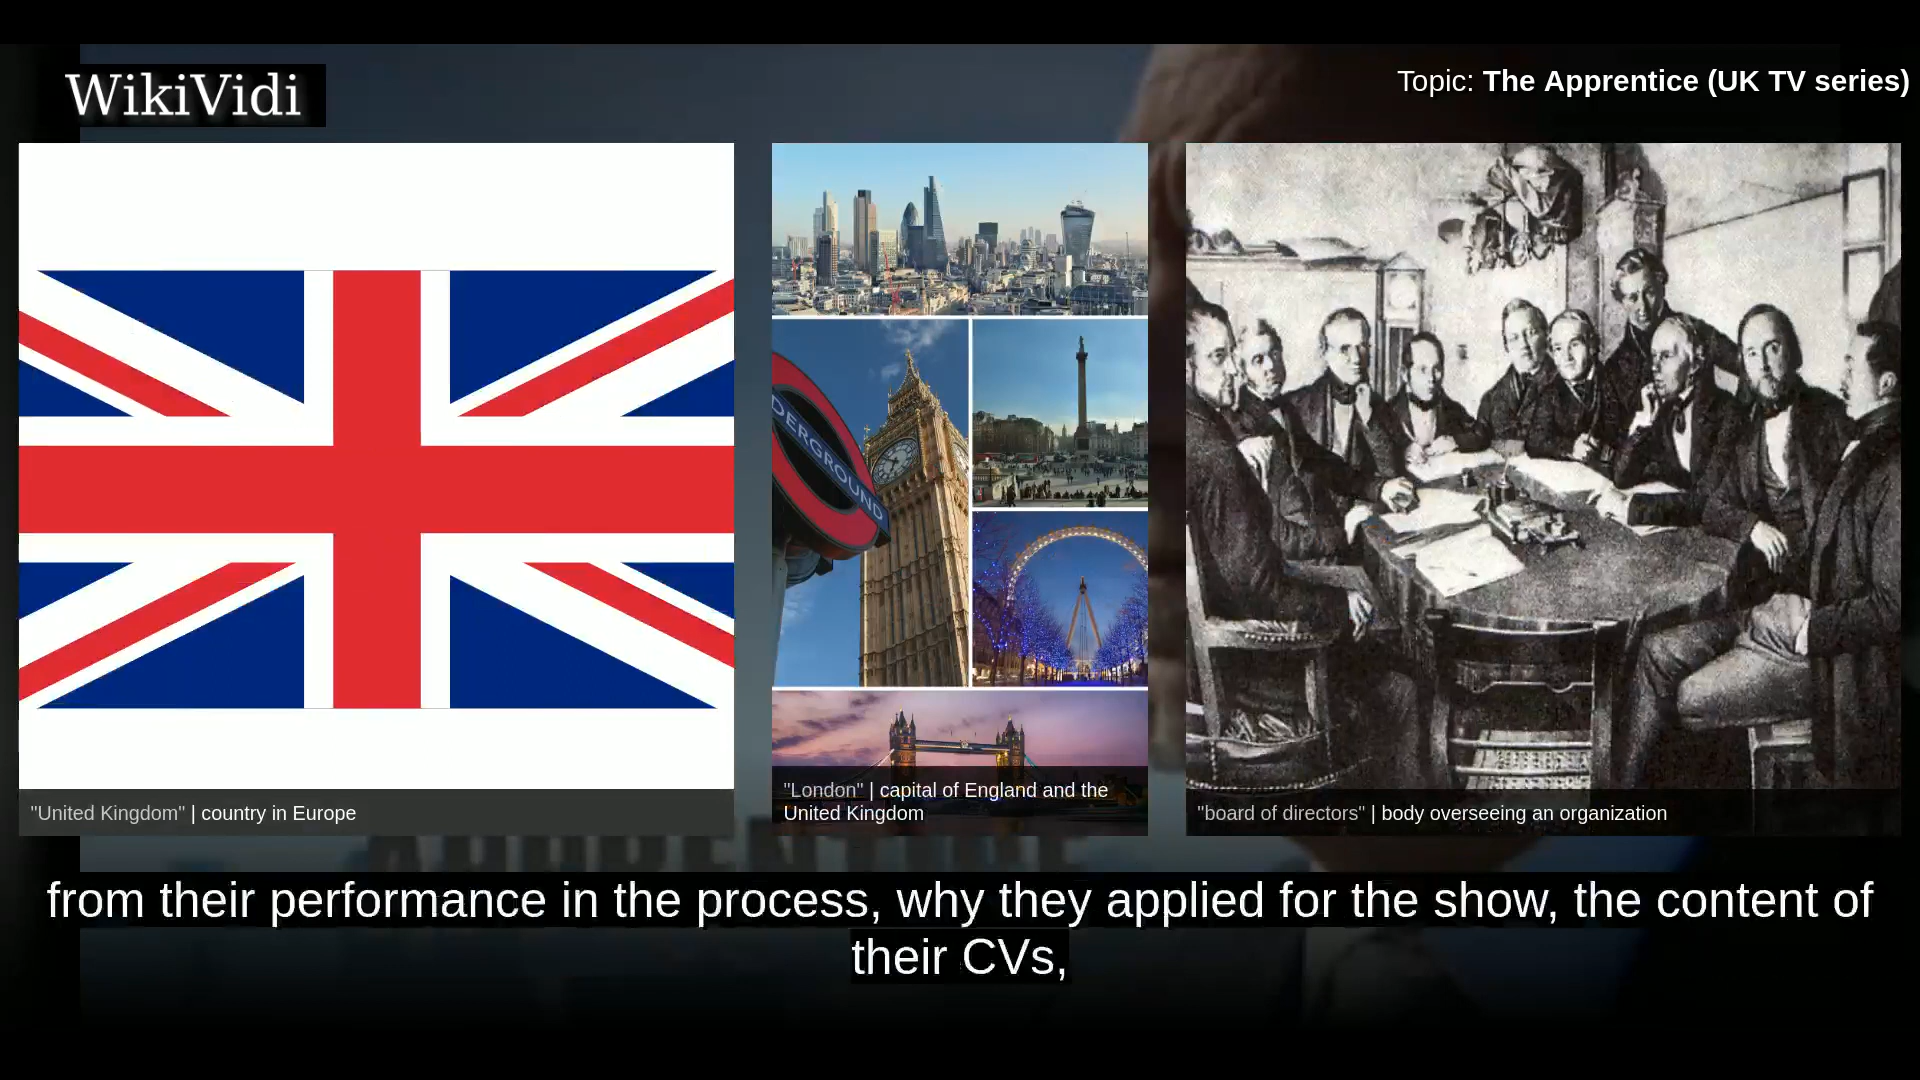 WikiVidi
Topic: The Apprentice (UK TV series)
DERGROUND
"United Kingdom" | country in Europe
"London" | capital of England and the
United Kingdom
"board of directors" | body overseeing an organization
from their performance in the process, why they applied for the show, the content of
their CVs,